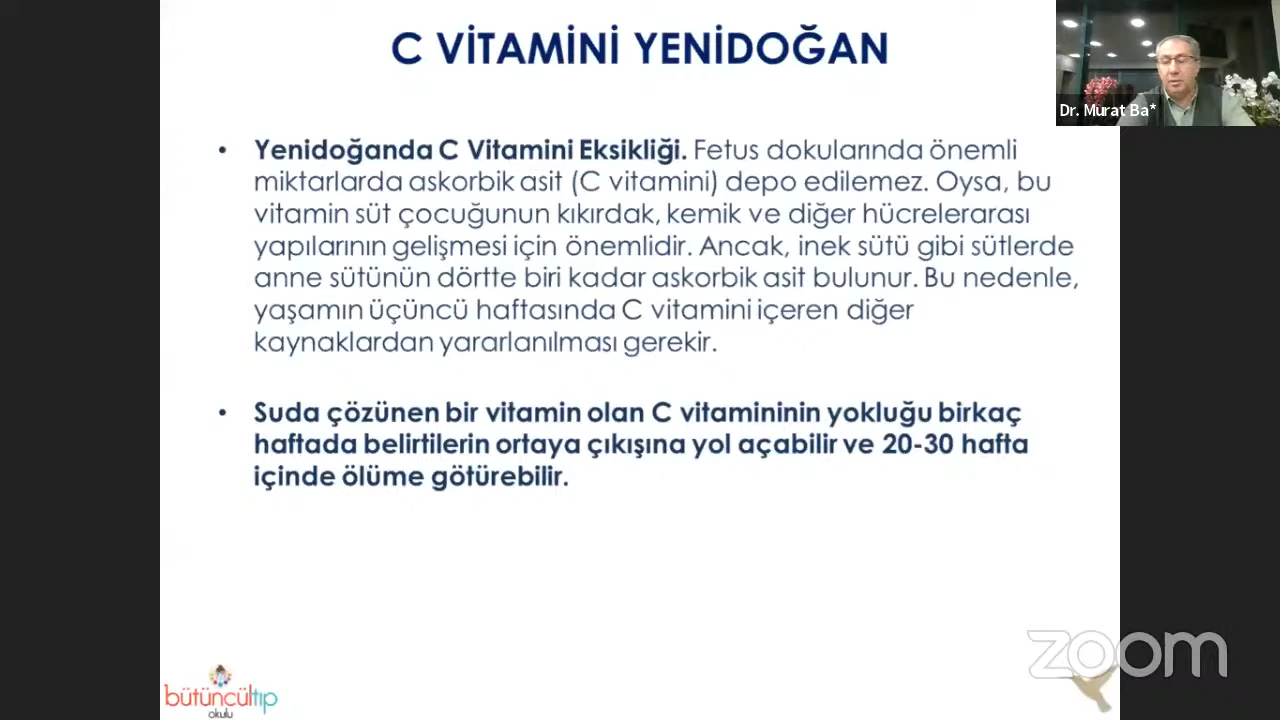 C VİTAMİNİ YENİDOĞAN
Dr. Murat Ba*
• Yenidoğanda C Vitamini Eksikliği. Fetus dokularında önemli
miktarlarda askorbik asit (C vitamini) depo edilemez. Oysa, bu
vitamin süt çocuğunun kıkırdak, kemik ve diğer hücrelerarası
yapılarının gelişmesi için önemlidir. Ancak, inek sütü gibi sütlerde
anne sütünün dörtte biri kadar askorbik asit bulunur. Bu nedenle,
yaşamın üçüncü haftasında C vitamini içeren diğer
kaynaklardan yararlanılması gerekir.
• Suda çözünen bir vitamin olan C vitamininin yokluğu birkaç
haftada belirtilerin ortaya çıkışına yol açabilir ve 20-30 hafta
içinde ölüme götürebilir.
zoom
bütüncültıp
okulu